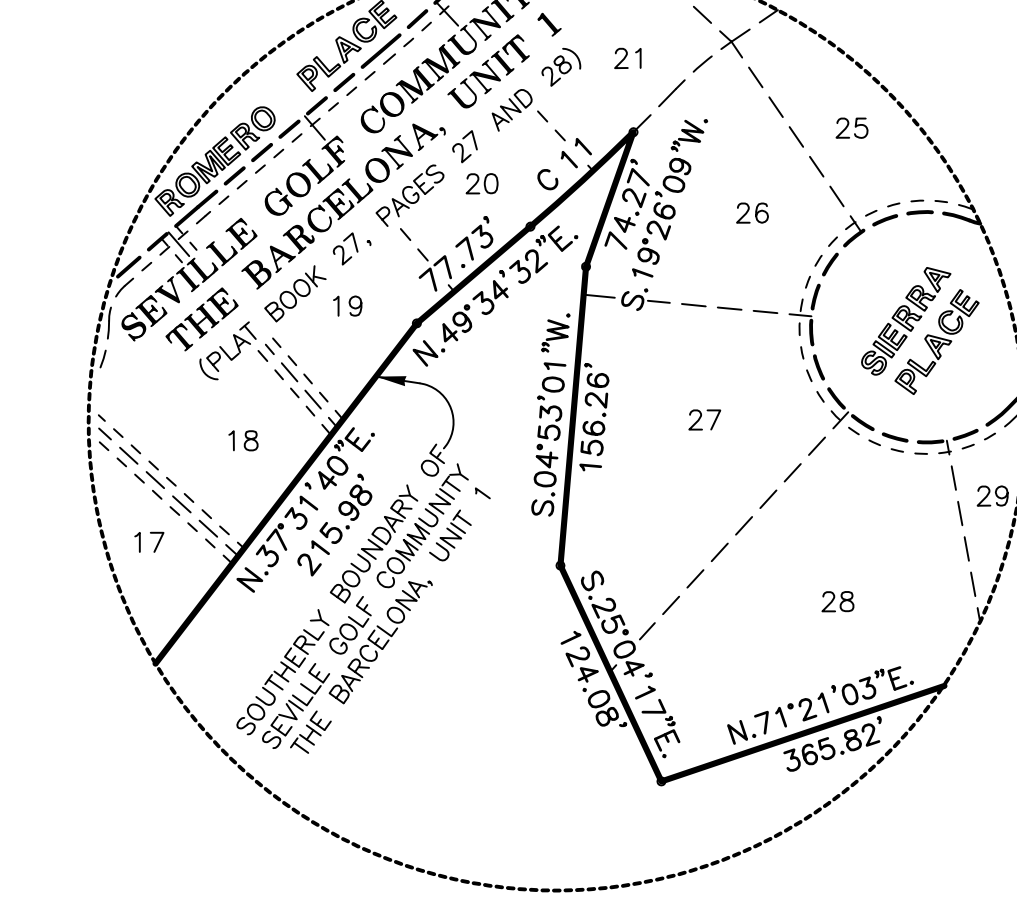 ROMERO PLACE
SEVILLE GOLF COMMUNIT
THE BARCELONA, UNIT 1
(PLAT BOOK 27, PAGES 27 AND 28)
21
20
19
18
17
C 11
77.73'
N.49°34'32"E.
N.37°31'40"E.
215.98'
SOUTHERLY BOUNDARY OF
SEVILLE GOLF COMMUNITY
THE BARCELONA, UNIT 1
74.27'
S.19°26'09"W.
S.04°53'01"W.
156.26'
S.25°04'17"E.
124.08'
N.71°21'03"E.
365.82'
25
26
27
28
29
SIERRA
PLACE